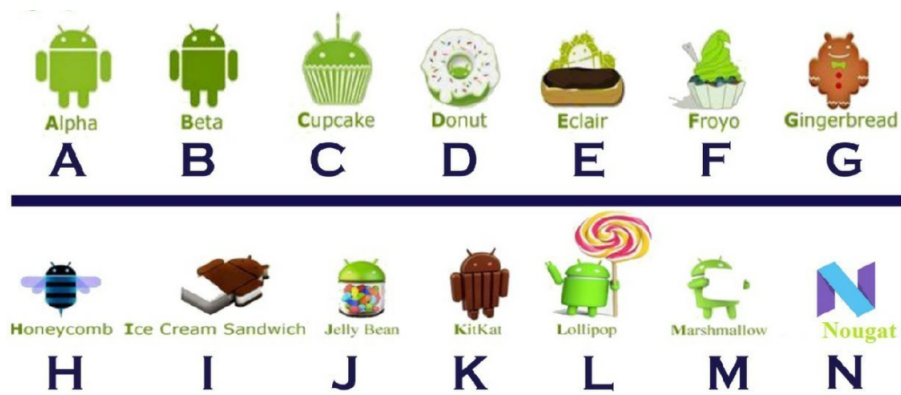 Alpha Beta Cupcake Donut Eclair Froyo Gingerbread
A B C D E F G
Honeycomb Ice Cream Sandwich Jelly Bean KitKat Lollipop Marshmallow Nougat
H I J K L M N